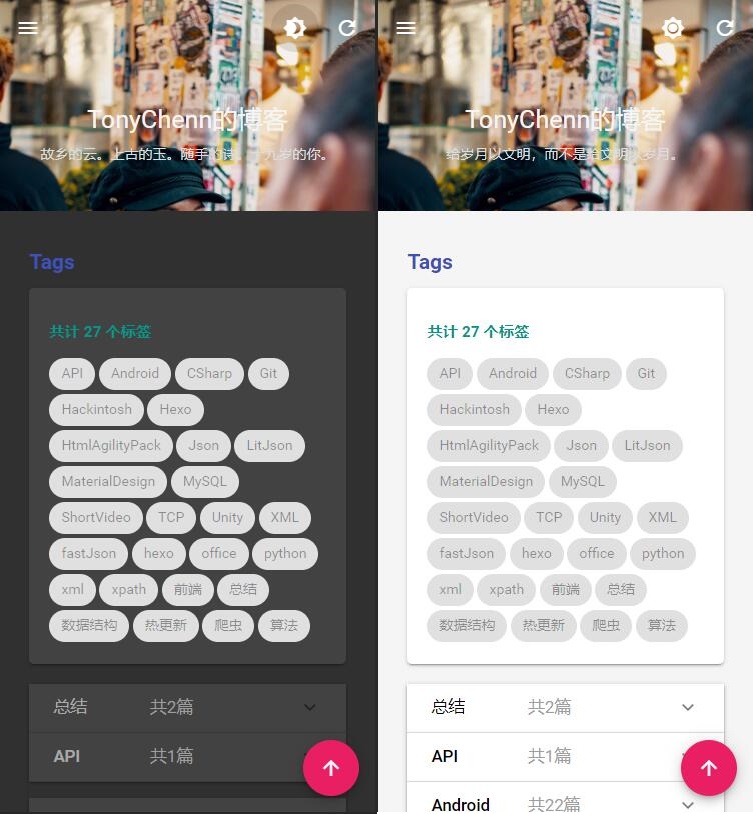 TonyChenn的博客
故乡的云。上古的玉。随手的诗。十九岁的你。
Tags
共计 27 个标签
API Android CSharp Git
Hackintosh Hexo
HtmlAgilityPack Json LitJson
MaterialDesign MySQL
ShortVideo TCP Unity XML
fastJson hexo office python
xml xpath 前端 总结
数据结构 热更新 爬虫 算法
总结 共2篇
API 共1篇
TonyChenn的博客
给岁月以文明，而不是给文明以岁月。
Tags
共计 27 个标签
API Android CSharp Git
Hackintosh Hexo
HtmlAgilityPack Json LitJson
MaterialDesign MySQL
ShortVideo TCP Unity XML
fastJson hexo office python
xml xpath 前端 总结
数据结构 热更新 爬虫 算法
总结 共2篇
API 共1篇
Android 共22篇